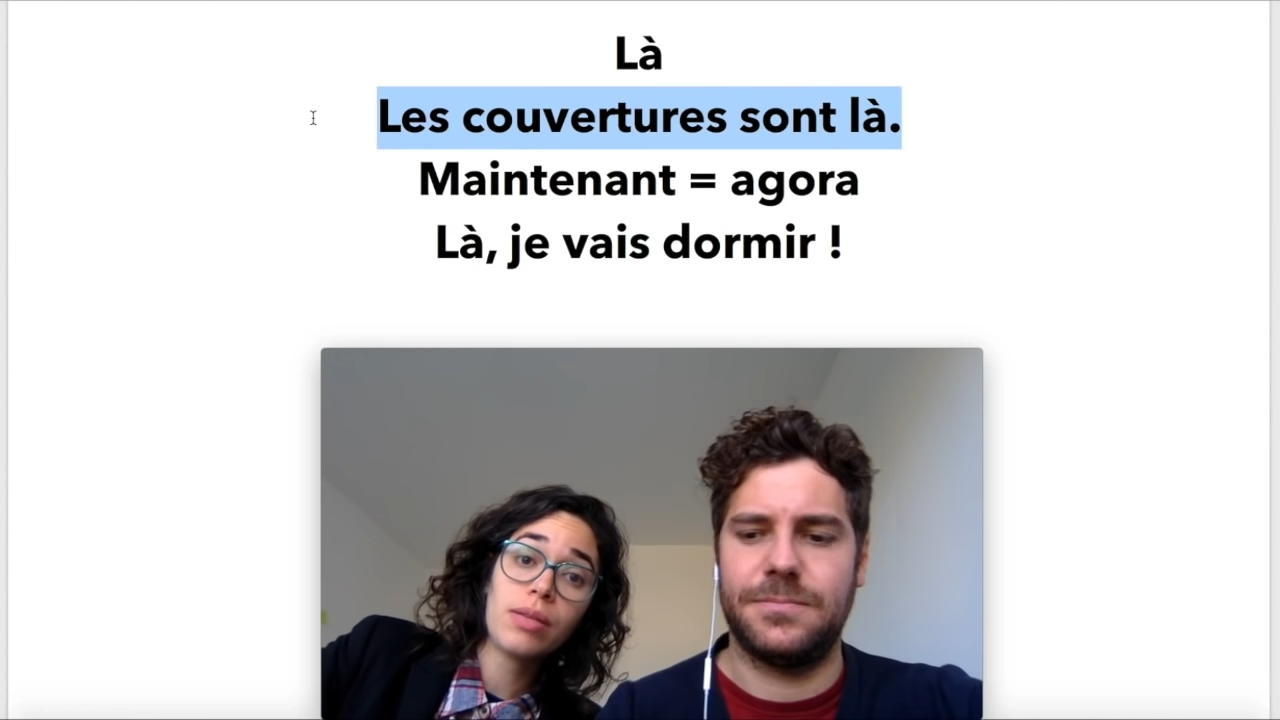 Là
Les couvertures sont là.
Maintenant = agora
Là, je vais dormir !